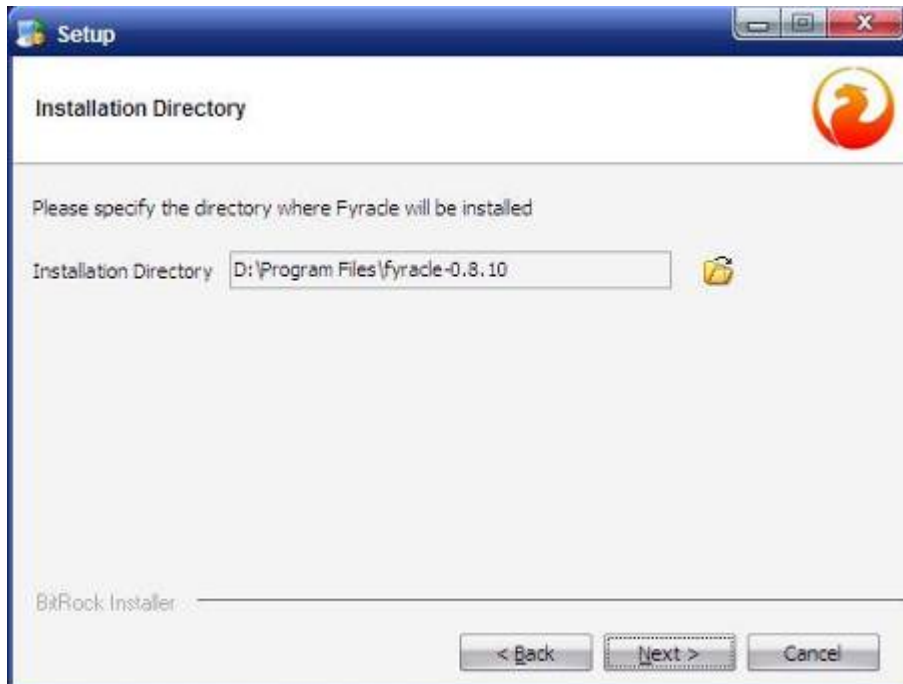 Setup
Installation Directory
Please specify the directory where Fyracle will be installed
Installation Directory D:\Program Files\fyracle-0.8.10
BitRock Installer
< Back Next > Cancel